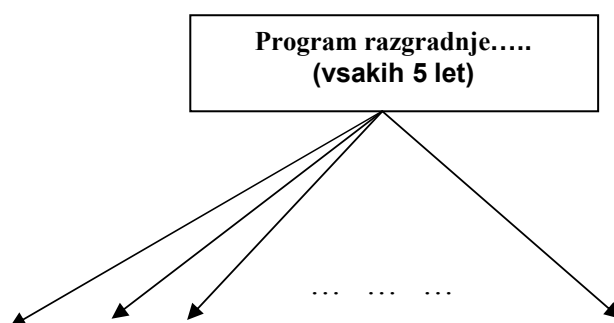 Program razgradnje…..
(vsakih 5 let)
… … …